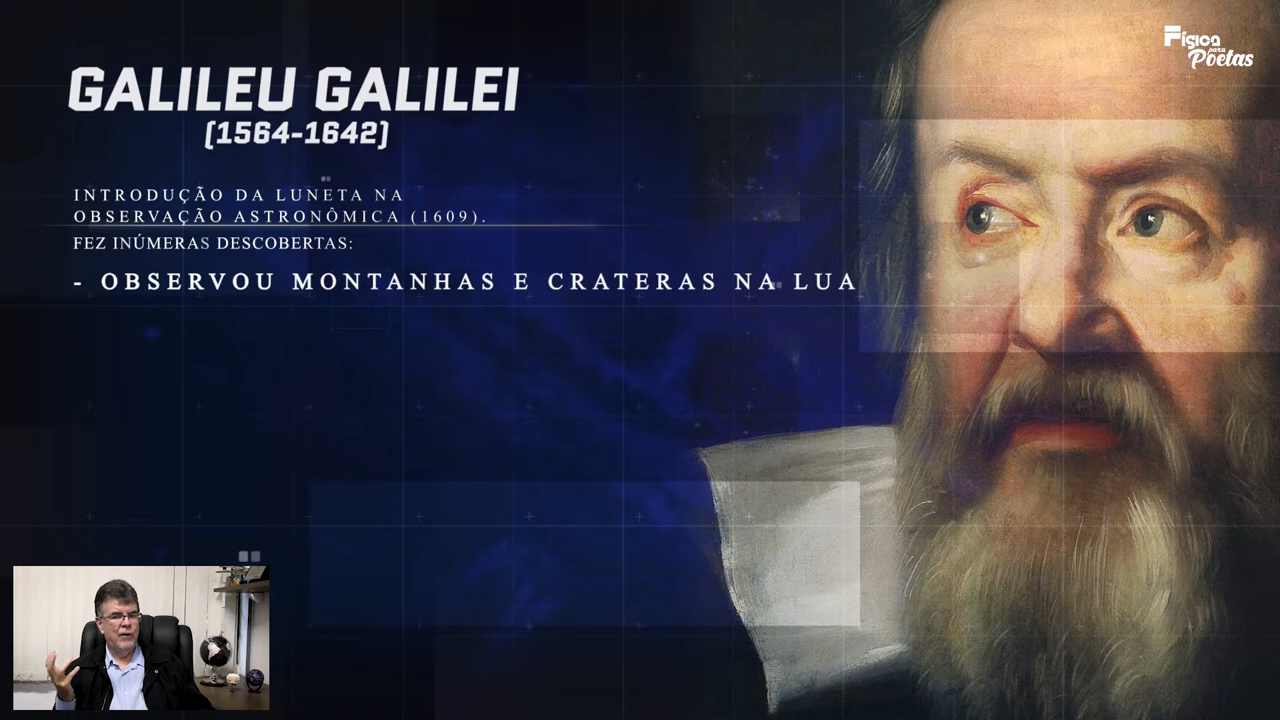 Física
para
Poetas
GALILEU GALILEI
(1564-1642)
INTRODUÇÃO DA LUNETA NA
OBSERVAÇÃO ASTRONÔMICA (1609).
FEZ INÚMERAS DESCOBERTAS:
- OBSERVOU MONTANHAS E CRATERAS NA LUA